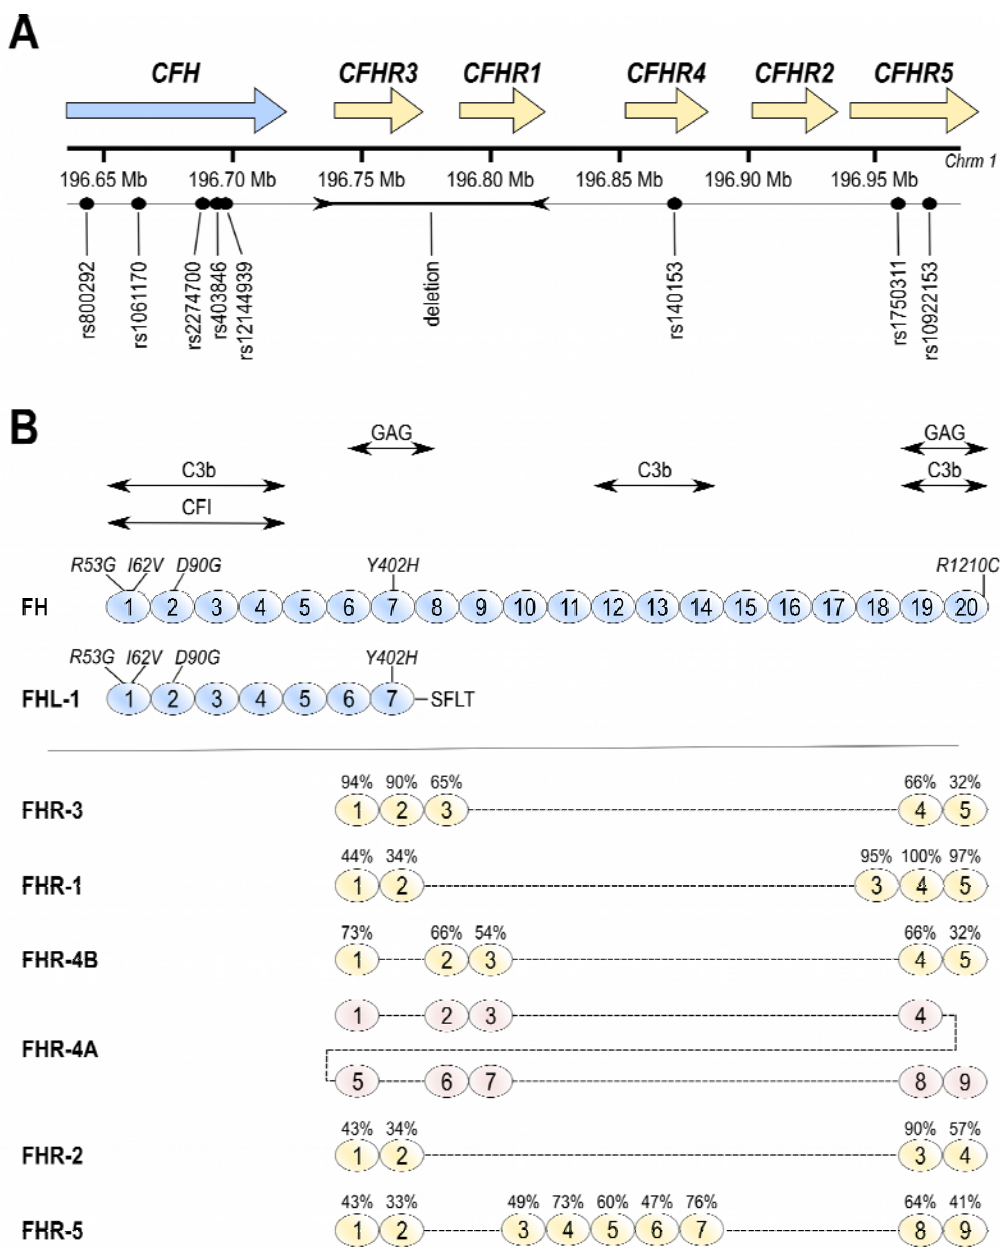 A
CFH CFHR3 CFHR1 CFHR4 CFHR2 CFHR5
Chrm 1
196.65 Mb 196.70 Mb 196.75 Mb 196.80 Mb 196.85 Mb 196.90 Mb 196.95 Mb
rs800292 rs1061170 rs2274700 rs403846 rs12144939 deletion rs140153 rs1750311 rs10922153
B
GAG GAG
C3b C3b C3b
CFI
R53G I62V D90G Y402H R1210C
FH 1 2 3 4 5 6 7 8 9 10 11 12 13 14 15 16 17 18 19 20
R53G I62V D90G Y402H
FHL-1 1 2 3 4 5 6 7 SFLT
94% 90% 65% 66% 32%
FHR-3 1 2 3 4 5
44% 34% 95% 100% 97%
FHR-1 1 2 3 4 5
73% 66% 54% 66% 32%
FHR-4B 1 2 3 4 5
1 2 3 4
FHR-4A
5 6 7 8 9
43% 34% 90% 57%
FHR-2 1 2 3 4
43% 33% 49% 73% 60% 47% 76% 64% 41%
FHR-5 1 2 3 4 5 6 7 8 9